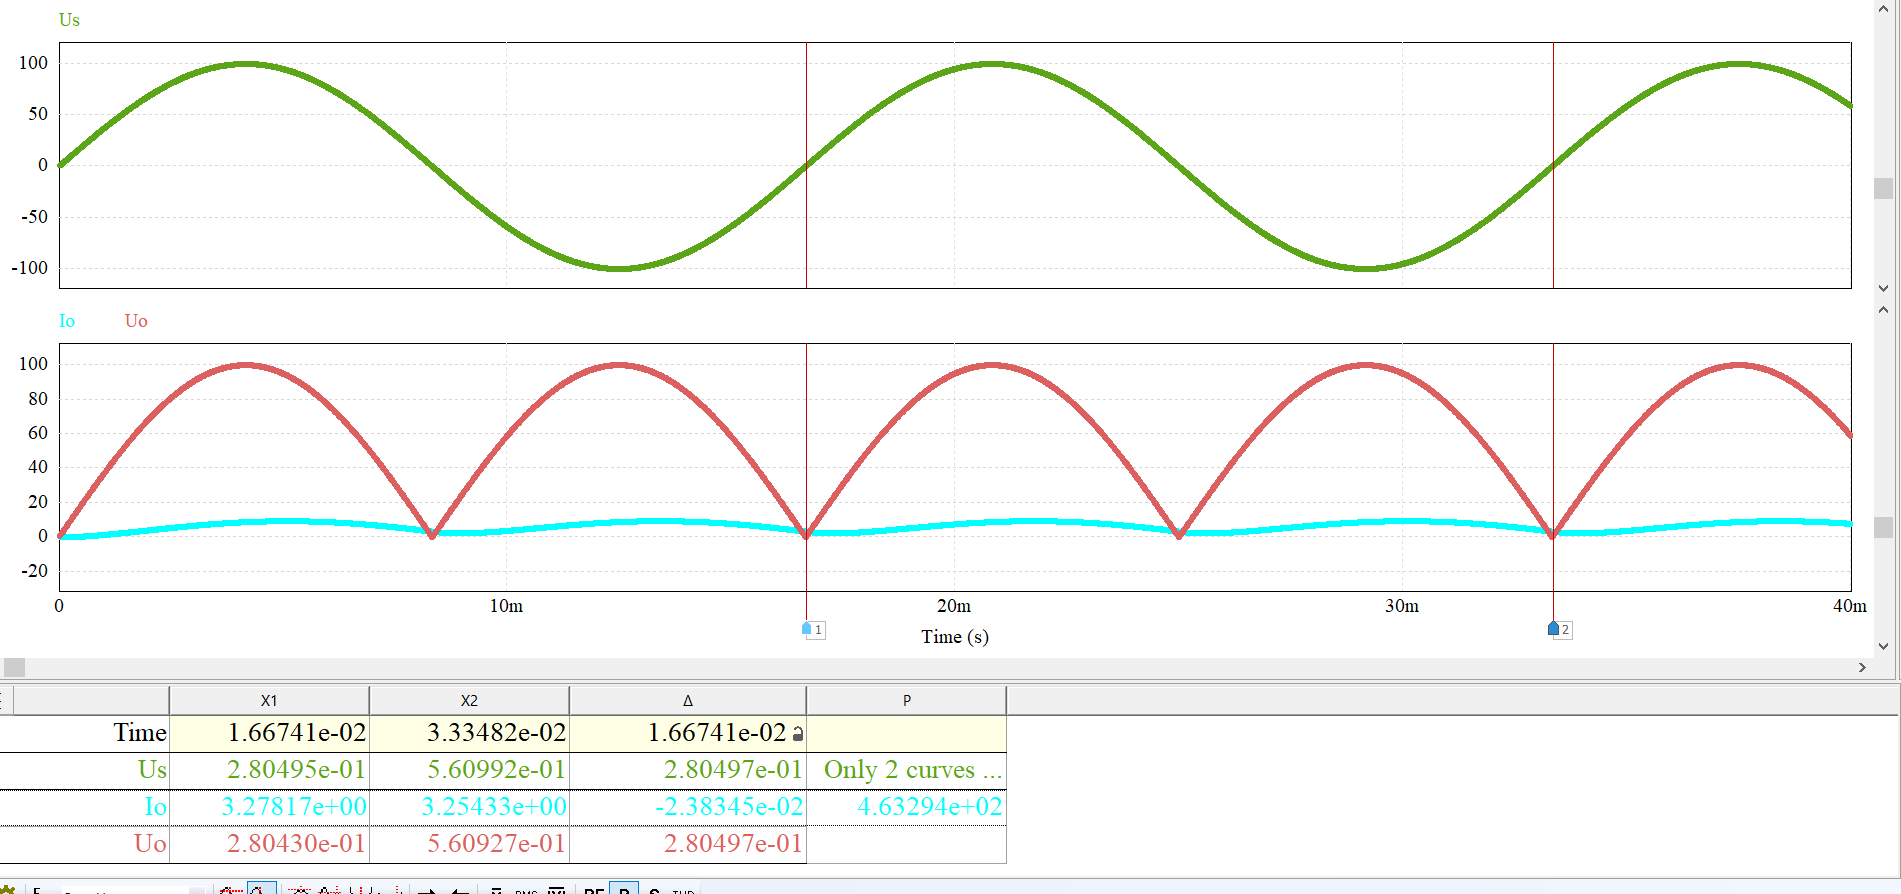 Us
100
50
0
-50
-100
Io Uo
100
80
60
40
20
0
-20
0 10m 20m 30m 40m
1 2
Time (s)
X1 X2 Δ P
Time 1.66741e-02 3.33482e-02 1.66741e-02
Us 2.80495e-01 5.60992e-01 2.80497e-01 Only 2 curves ...
Io 3.27817e+00 3.25433e+00 -2.38345e-02 4.63294e+02
Uo 2.80430e-01 5.60927e-01 2.80497e-01